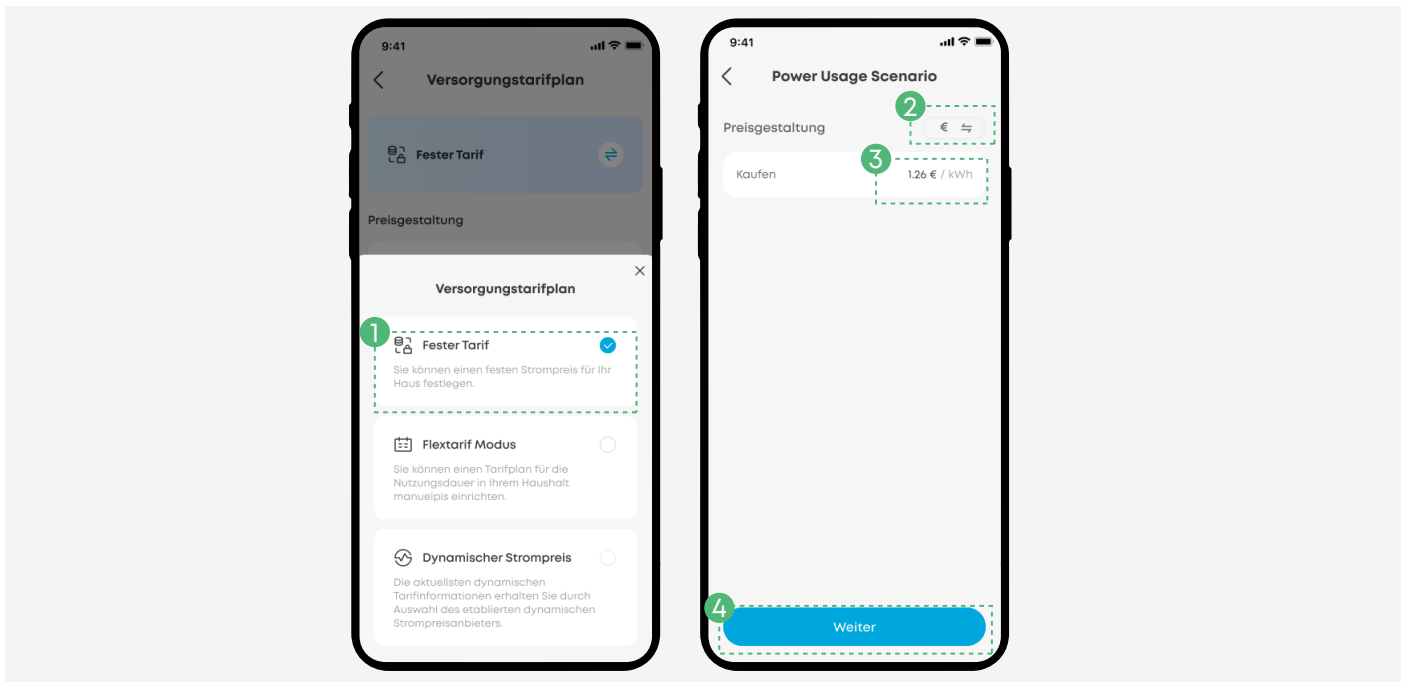 9:41
Versorgungstarifplan
Fester Tarif
Preisgestaltung
Versorgungstarifplan
1
Fester Tarif
Sie können einen festen Strompreis für Ihr
Haus festlegen.
Flextarif Modus
Sie können einen Tarifplan für die
Nutzungsdauer in Ihrem Haushalt
manuelpis einrichten.
Dynamischer Strompreis
Die aktuellsten dynamischen
Tarifinformationen erhalten Sie durch
Auswahl des etablierten dynamischen
Strompreisanbieters.
9:41
Power Usage Scenario
2
Preisgestaltung €
3
Kaufen 1.26 € / kWh
4
Weiter